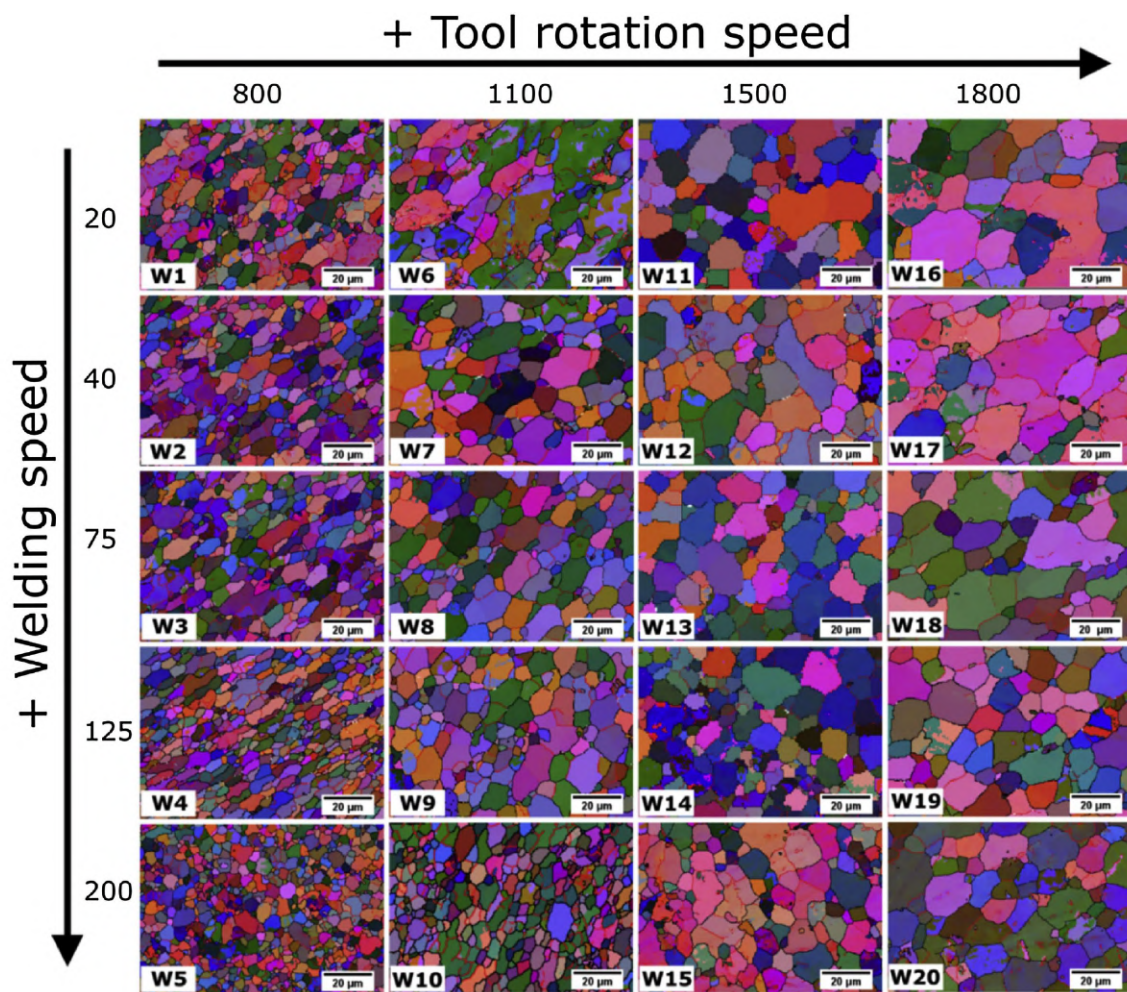 + Tool rotation speed
800 1100 1500 1800
+ Welding speed
20
W1 20 µm W6 20 µm W11 20 µm W16 20 µm
40
W2 20 µm W7 20 µm W12 20 µm W17 20 µm
75
W3 20 µm W8 20 µm W13 20 µm W18 20 µm
125
W4 20 µm W9 20 µm W14 20 µm W19 20 µm
200
W5 20 µm W10 20 µm W15 20 µm W20 20 µm